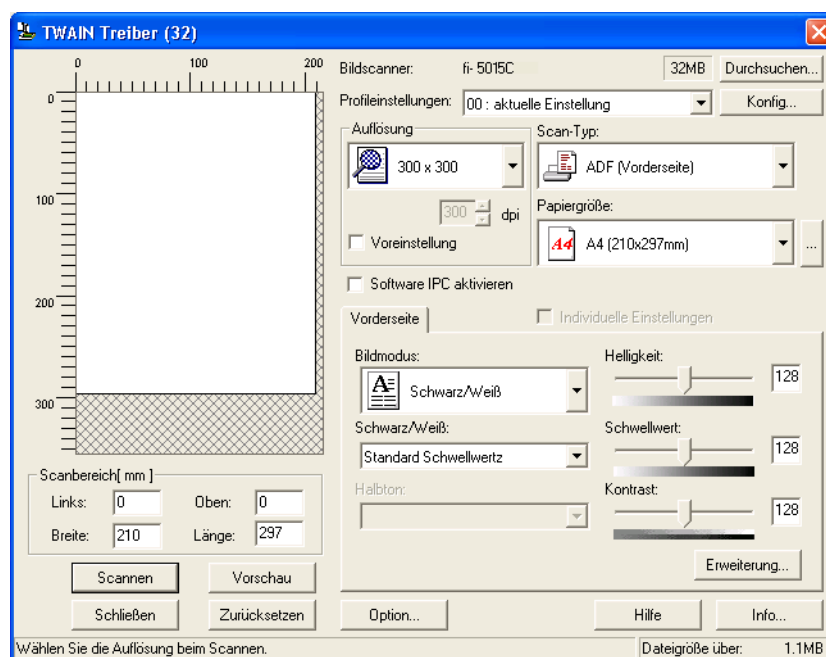 TWAIN Treiber (32)
0 100 200
0
100
200
300
Bildscanner: fi- 5015C 32MB Durchsuchen...
Profileinstellungen: 00 : aktuelle Einstellung Konfig...
Auflösung
300 x 300
300 dpi
Voreinstellung
Scan-Typ:
ADF (Vorderseite)
Papiergröße:
A4 A4 (210x297mm) ...
Software IPC aktivieren
Vorderseite
Individuelle Einstellungen
Bildmodus:
A Schwarz/Weiß
Schwarz/Weiß:
Standard Schwellwertz
Halbton:
Helligkeit:
128
Schwellwert:
128
Kontrast:
128
Erweiterung...
Scanbereich[ mm ]
Links: 0 Oben: 0
Breite: 210 Länge: 297
Scannen Vorschau
Schließen Zurücksetzen Option... Hilfe Info...
Wählen Sie die Auflösung beim Scannen. Dateigröße über: 1.1MB